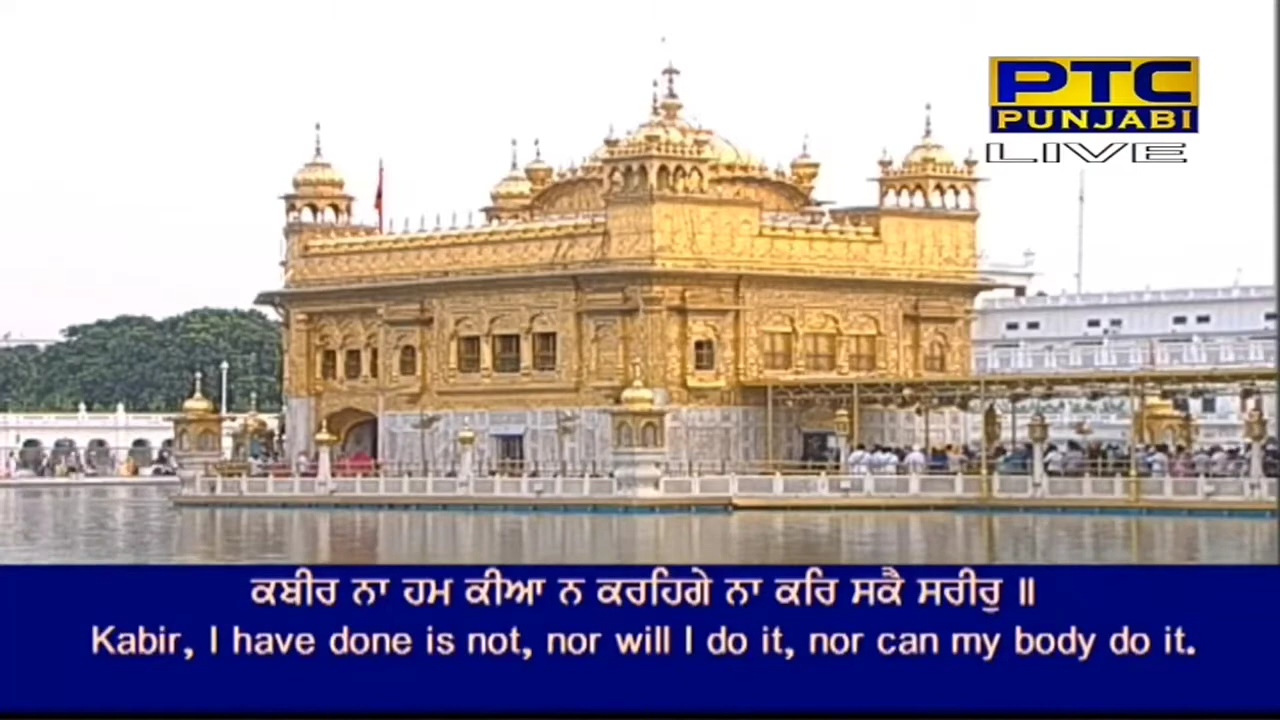 PTC
PUNJABI
LIVE
ਕਬੀਰ ਨਾ ਹਮ ਕੀਆ ਨ ਕਰਹਿਗੇ ਨਾ ਕਰਿ ਸਕੈ ਸਰੀਰੁ ॥
Kabir, I have done is not, nor will I do it, nor can my body do it.